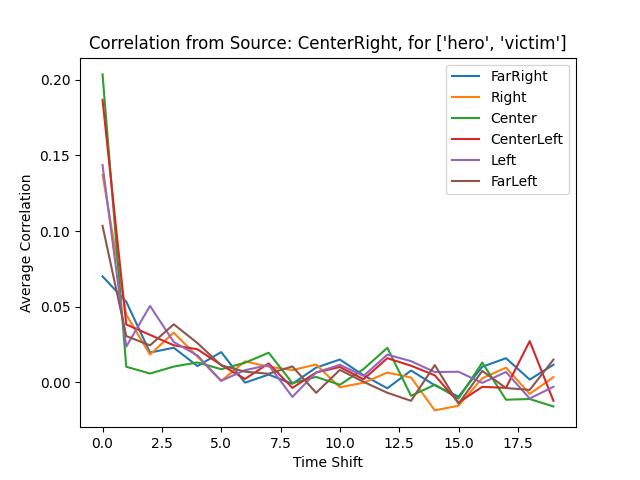 Correlation from Source: CenterRight, for ['hero', 'victim']
FarRight
Right
Center
CenterLeft
Left
FarLeft
Average Correlation
0.20
0.15
0.10
0.05
0.00
0.0 2.5 5.0 7.5 10.0 12.5 15.0 17.5
Time Shift